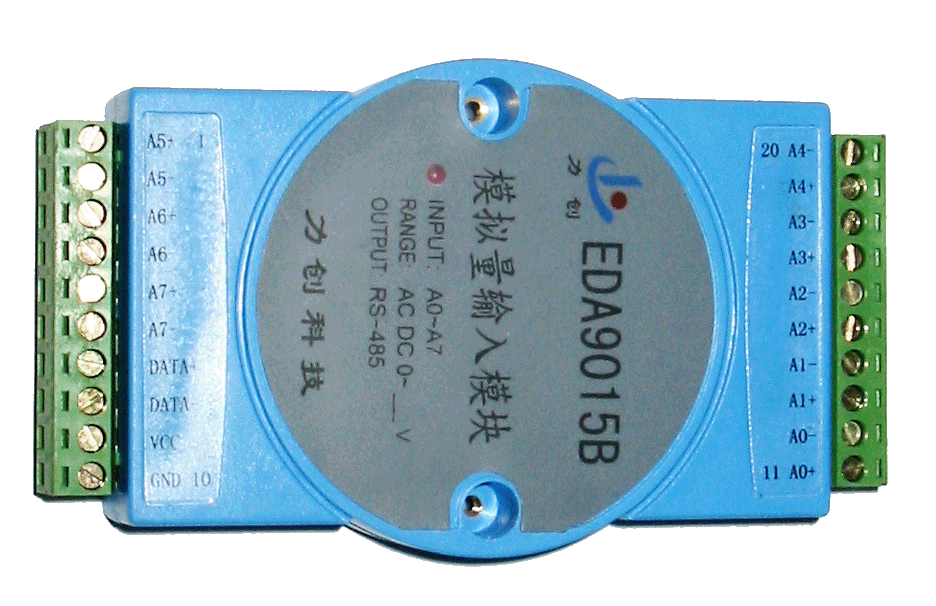 力创
EDA9015B
模拟量输入模块
INPUT: A0~A7
RANGE: AC DC 0~___V
OUTPUT RS-485
力创科技
A5+ 1
A5-
A6+
A6-
A7+
A7-
DATA+
DATA-
VCC
GND 10
20 A4-
A4+
A3-
A3+
A2-
A2+
A1-
A1+
A0-
11 A0+